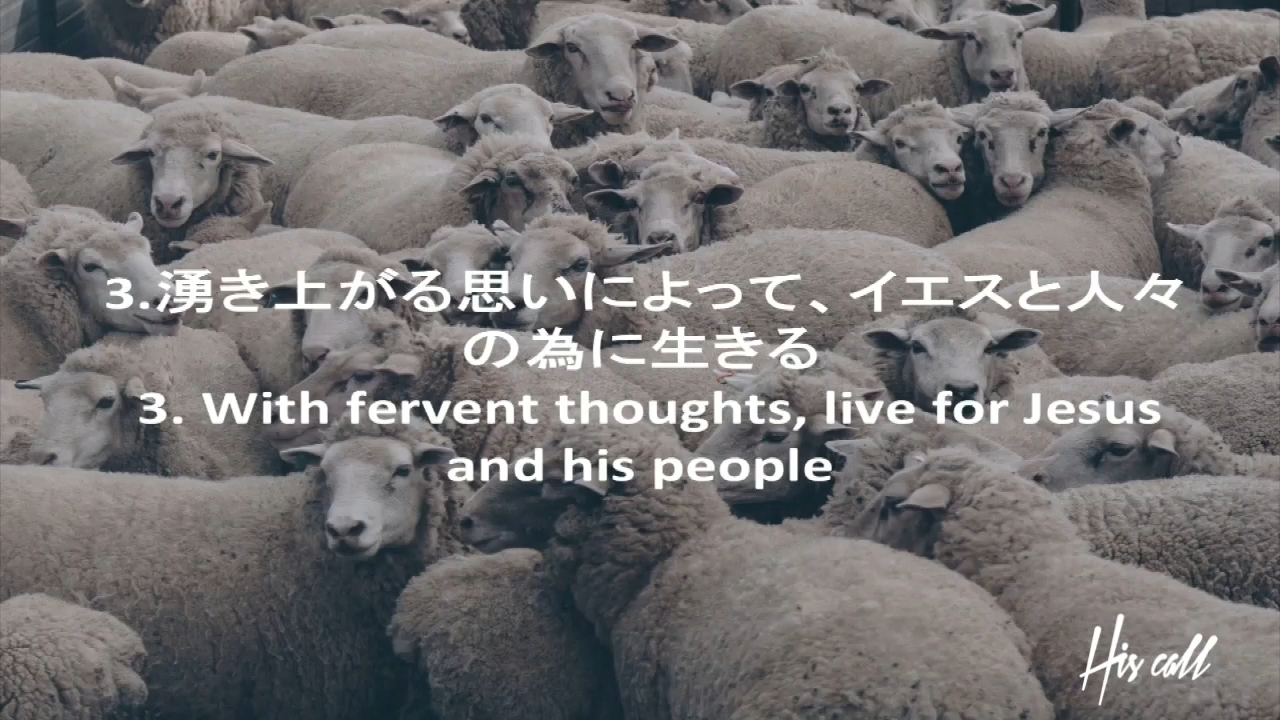 3.湧き上がる思いによって、イエスと人々
の為に生きる
3. With fervent thoughts, live for Jesus
and his people
His call